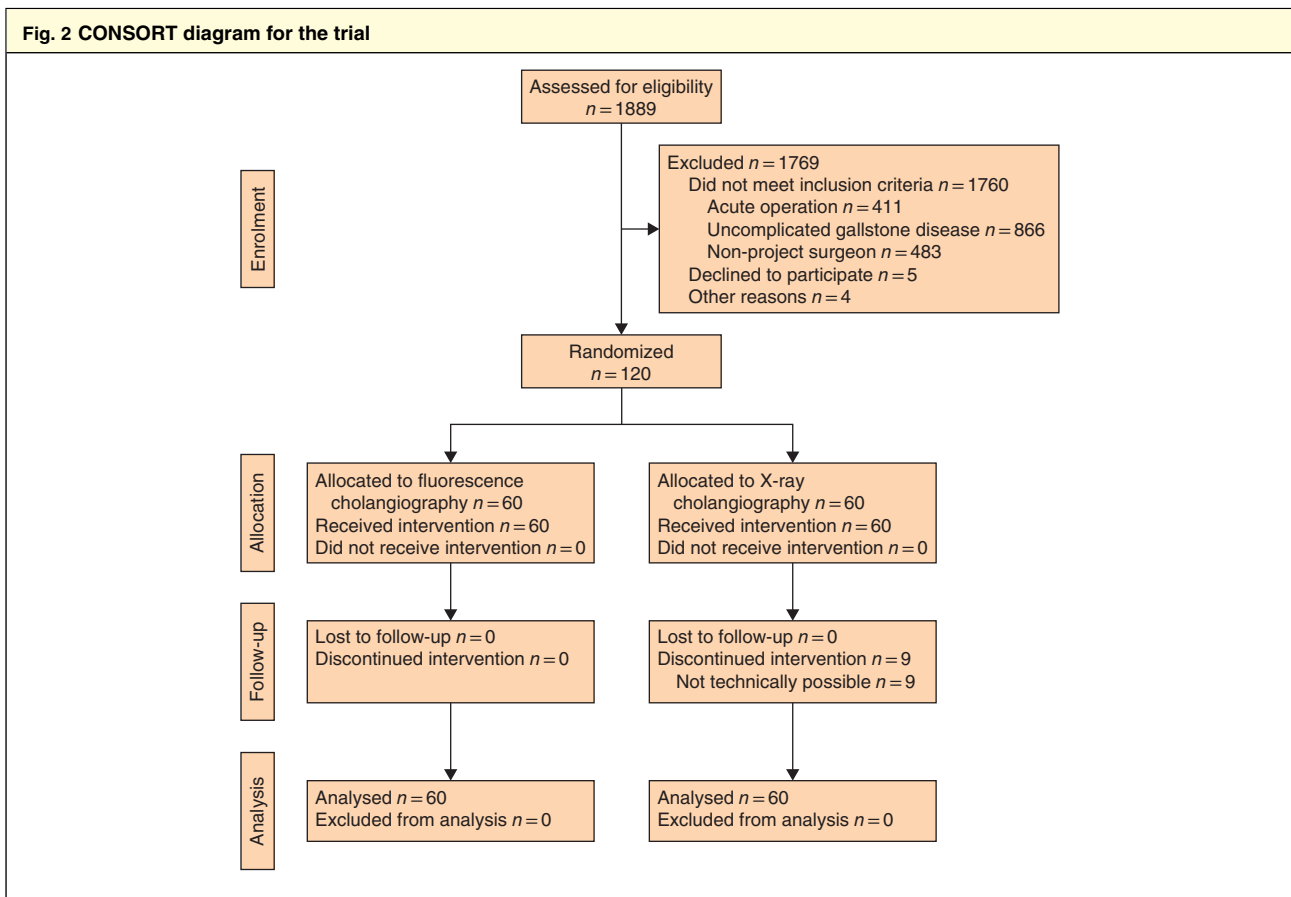 Fig. 2 CONSORT diagram for the trial
Assessed for eligibility
n = 1889
Enrolment
Excluded n = 1769
Did not meet inclusion criteria n = 1760
Acute operation n = 411
Uncomplicated gallstone disease n = 866
Non-project surgeon n = 483
Declined to participate n = 5
Other reasons n = 4
Randomized
n = 120
Allocation
Allocated to fluorescence
cholangiography n = 60
Received intervention n = 60
Did not receive intervention n = 0
Allocated to X-ray
cholangiography n = 60
Received intervention n = 60
Did not receive intervention n = 0
Follow-up
Lost to follow-up n = 0
Discontinued intervention n = 0
Lost to follow-up n = 0
Discontinued intervention n = 9
Not technically possible n = 9
Analysis
Analysed n = 60
Excluded from analysis n = 0
Analysed n = 60
Excluded from analysis n = 0